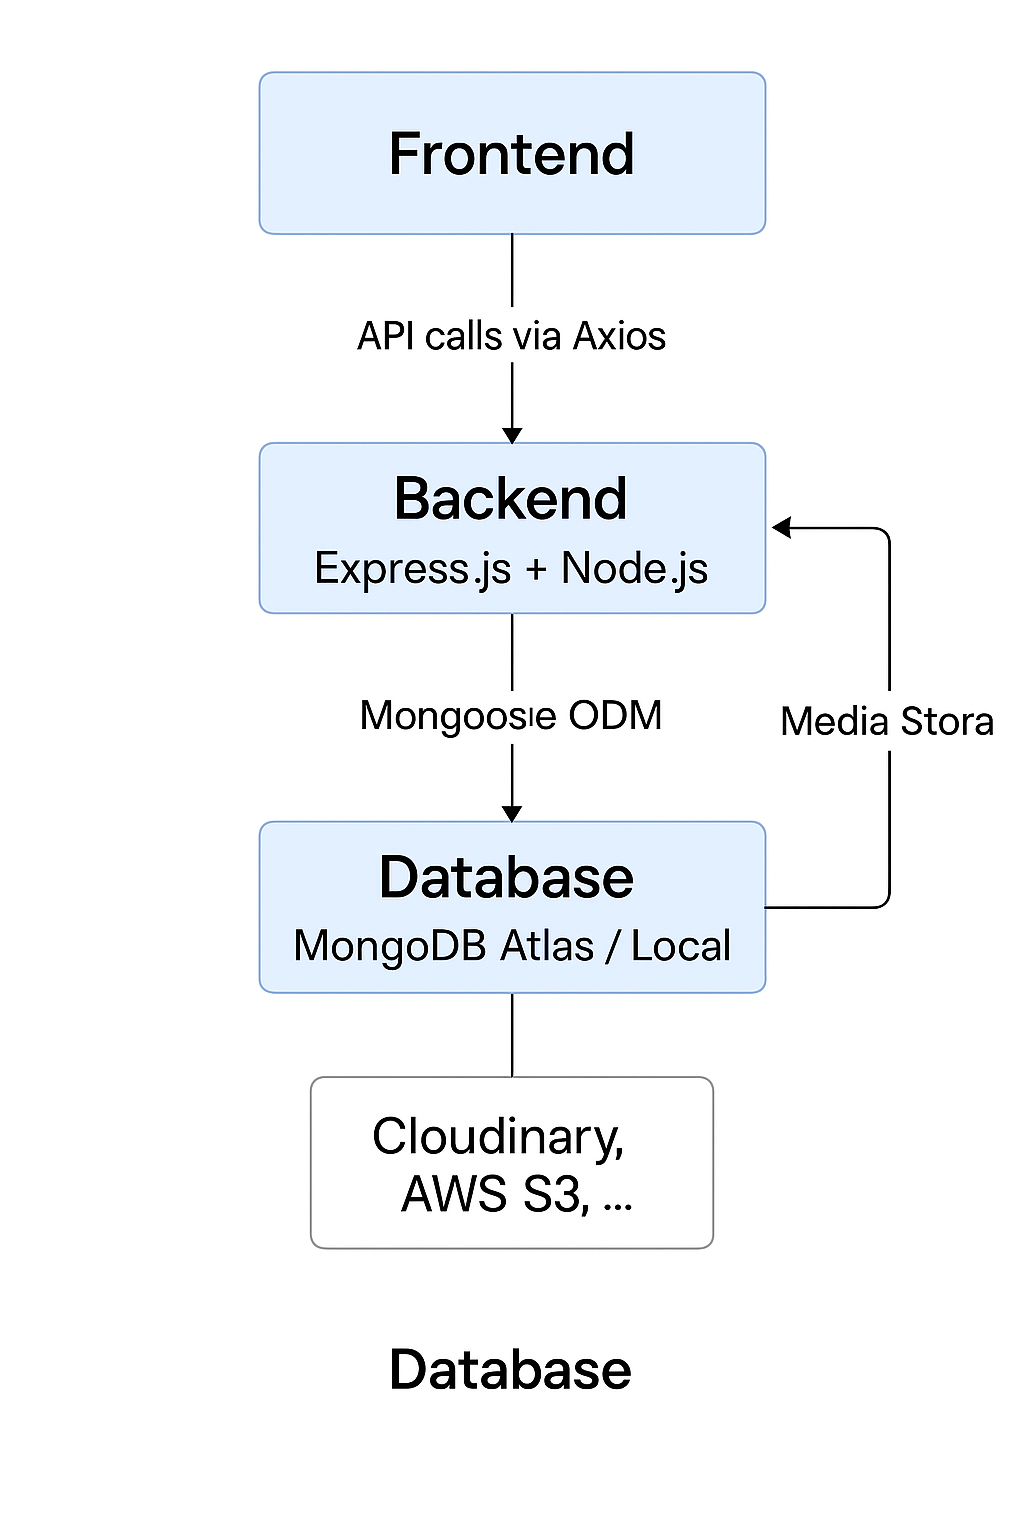 Frontend
API calls via Axios
Backend
Express.js + Node.js
Mongoosıe ODM
Media Stora
Database
MongoDB Atlas / Local
Cloudinary,
AWS S3, ...
Database